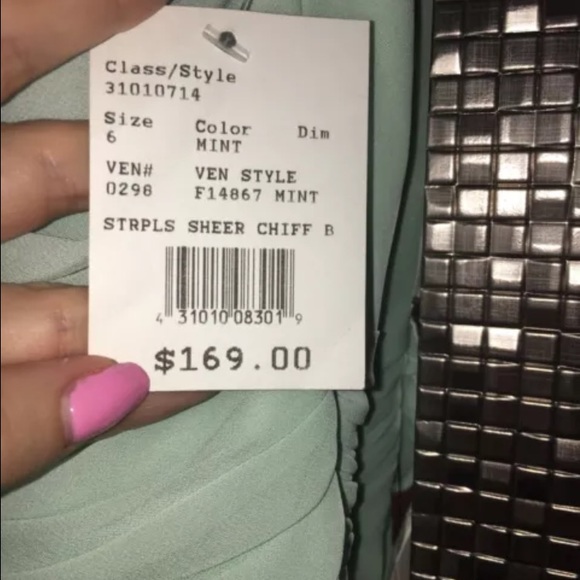 Class/Style
31010714
Size Color Dim
6 MINT
VEN# VEN STYLE
0298 F14867 MINT
STRPLS SHEER CHIFF B
4 31010 08301 9
$169.00